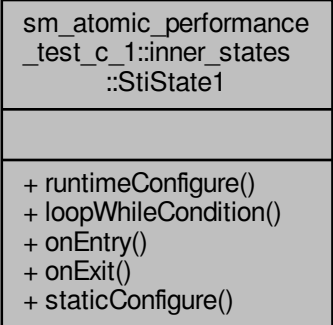 sm_atomic_performance
_test_c_1::inner_states
::StiState1
+ runtimeConfigure()
+ loopWhileCondition()
+ onEntry()
+ onExit()
+ staticConfigure()